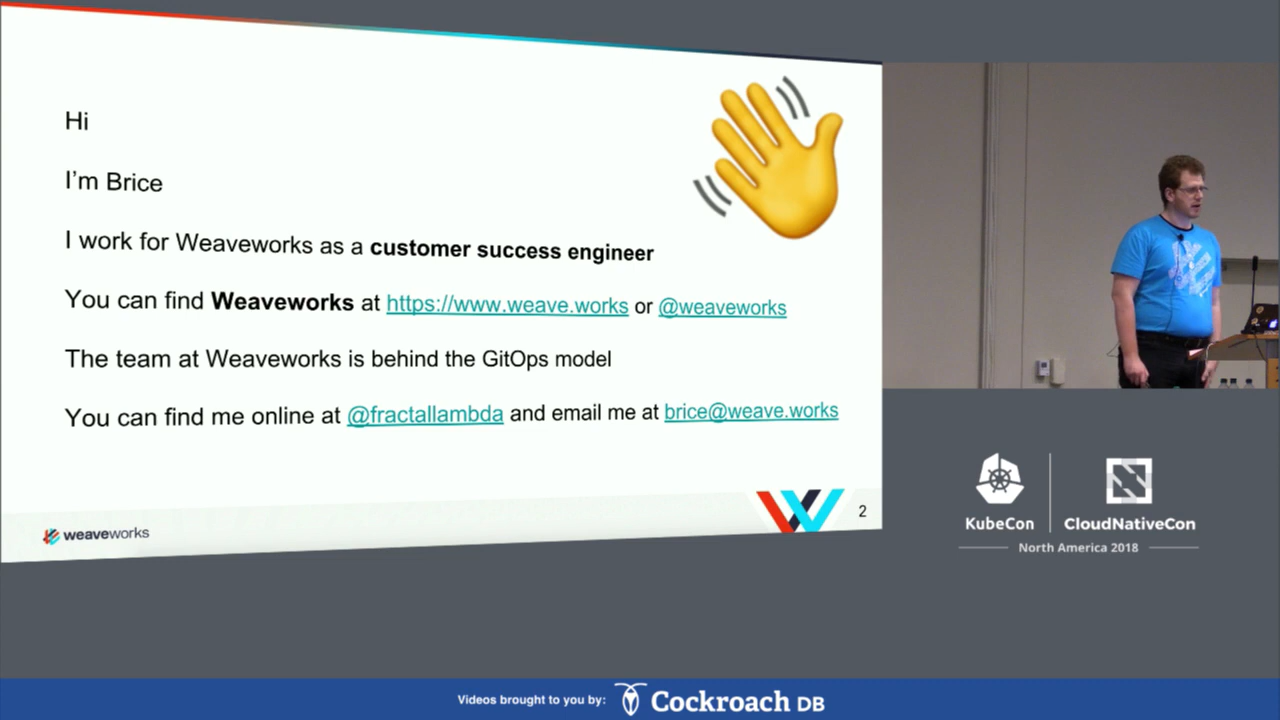 Hi
I'm Brice
I work for Weaveworks as a customer success engineer
You can find Weaveworks at https://www.weave.works or @weaveworks
The team at Weaveworks is behind the GitOps model
You can find me online at @fractallambda and email me at brice@weave.works
weaveworks
2
KubeCon
CloudNativeCon
North America 2018
Videos brought to you by: Cockroach DB